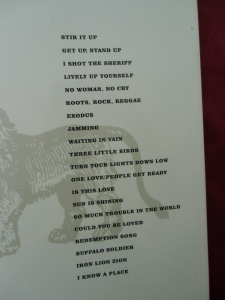 STIR IT UP
GET UP, STAND UP
I SHOT THE SHERIFF
LIVELY UP YOURSELF
NO WOMAN, NO CRY
ROOTS, ROCK, REGGAE
EXODUS
JAMMING
WAITING IN VAIN
THREE LITTLE BIRDS
TURN YOUR LIGHTS DOWN LOW
ONE LOVE/PEOPLE GET READY
IS THIS LOVE
SUN IS SHINING
SO MUCH TROUBLE IN THE WORLD
COULD YOU BE LOVED
REDEMPTION SONG
BUFFALO SOLDIER
IRON LION ZION
I KNOW A PLACE